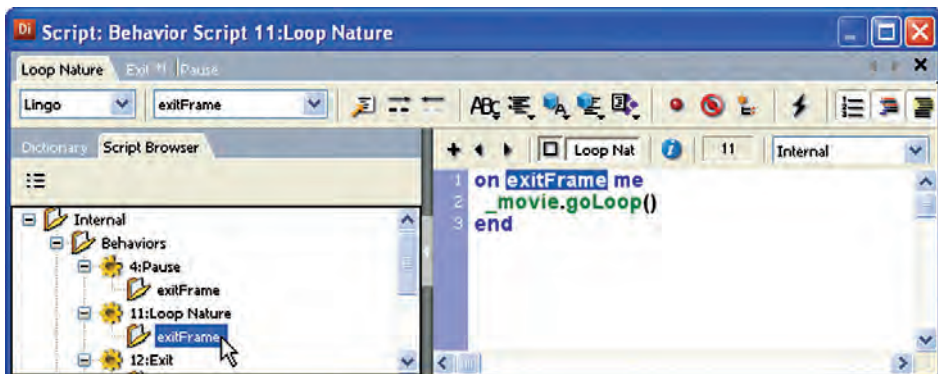 Di Script: Behavior Script 11:Loop Nature
Loop Nature Exit Pause
Lingo exitFrame
ABC
Dictionary Script Browser
Loop Nat 11 Internal
1 on exitFrame me
2 _movie.goLoop()
3 end
Internal
Behaviors
4:Pause
exitFrame
11:Loop Nature
exitFrame
12:Exit